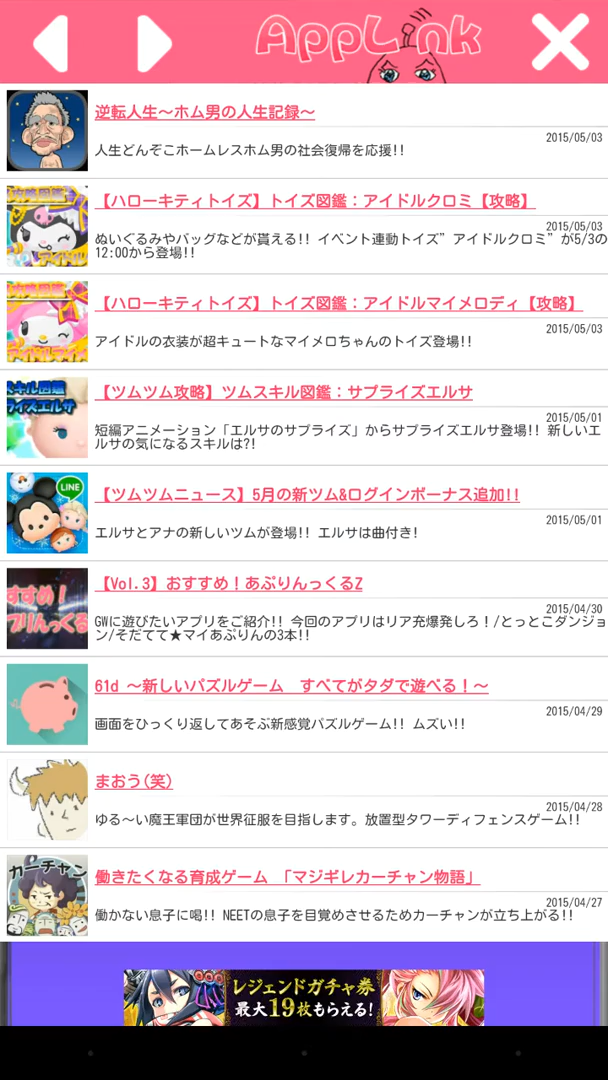 AppLink
逆転人生～ホム男の人生記録～
2015/05/03
人生どんぞこホームレスホム男の社会復帰を応援!!
【ハローキティトイズ】トイズ図鑑：アイドルクロミ【攻略】
2015/05/03
ぬいぐるみやバッグなどが貰える!! イベント連動トイズ”アイドルクロミ”が5/3の
12:00から登場!!
【ハローキティトイズ】トイズ図鑑：アイドルマイメロディ【攻略】
2015/05/03
アイドルの衣装が超キュートなマイメロちゃんのトイズ登場!!
【ツムツム攻略】ツムスキル図鑑：サプライズエルサ
2015/05/01
短編アニメーション「エルサのサプライズ」からサプライズエルサ登場!! 新しいエ
ルサの気になるスキルは?!
LINE
【ツムツムニュース】5月の新ツム&ログインボーナス追加!!
2015/05/01
エルサとアナの新しいツムが登場!! エルサは曲付き!
すすめ！
プリんっくる
【Vol.3】おすすめ！あぷりんっくるZ
2015/04/30
GWに遊びたいアプリをご紹介!! 今回のアプリはリア充爆発しろ！/とっとこダンジョ
ン/そだてて★マイあぷりんの3本!!
61d ～新しいパズルゲーム　すべてがタダで遊べる！～
2015/04/29
画面をひっくり返してあそぶ新感覚パズルゲーム!! ムズい!!
まおう(笑)
2015/04/28
ゆる～い魔王軍団が世界征服を目指します。放置型タワーディフェンスゲーム!!
カーチャン
働きたくなる育成ゲーム 「マジギレカーチャン物語」
2015/04/27
働かない息子に喝!! NEETの息子を目覚めさせるためカーチャンが立ち上がる!!
レジェンドガチャ券
最大19枚もらえる!